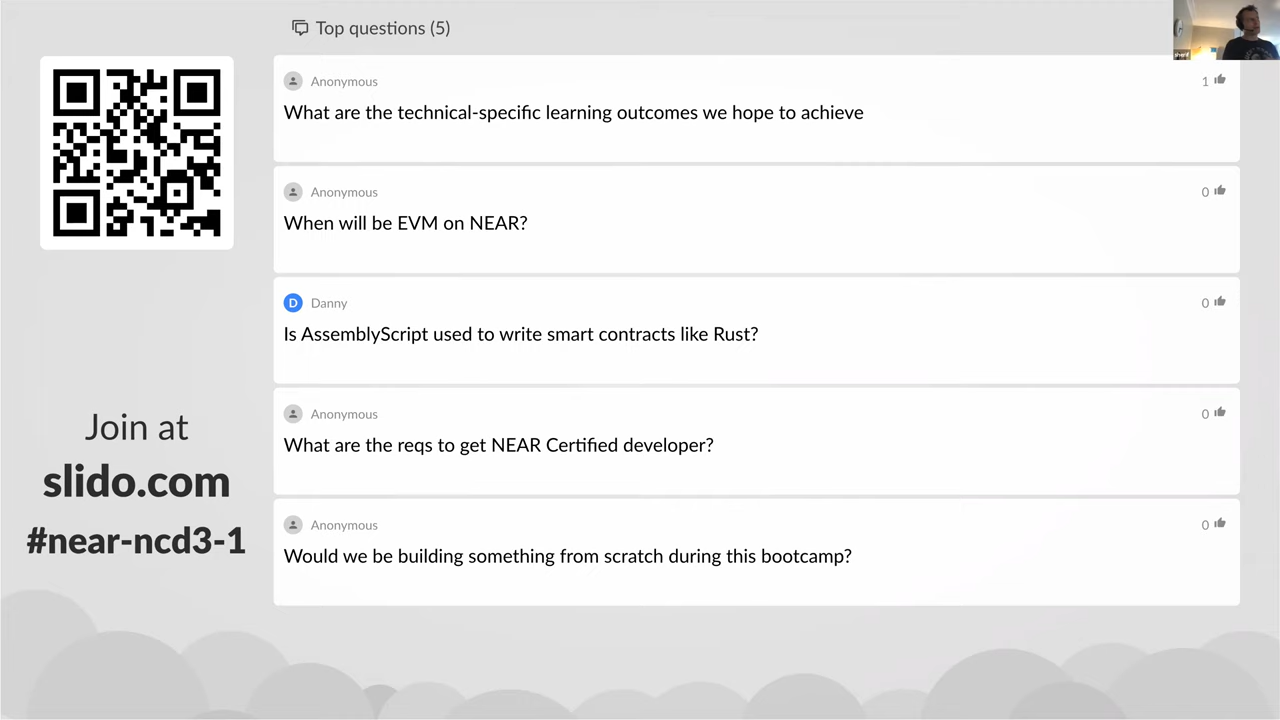 Top questions (5)
Anonymous
1
What are the technical-specific learning outcomes we hope to achieve
Anonymous
0
When will be EVM on NEAR?
D
Danny
0
Is AssemblyScript used to write smart contracts like Rust?
Anonymous
0
What are the reqs to get NEAR Certified developer?
Anonymous
0
Would we be building something from scratch during this bootcamp?
Join at
slido.com
#near-ncd3-1
sherif